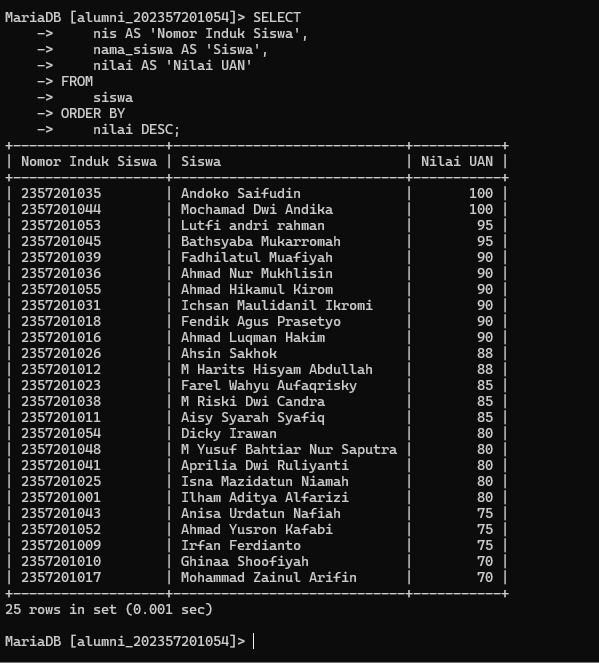 MariaDB [alumni_202357201054]> SELECT
    ->     nis AS 'Nomor Induk Siswa',
    ->     nama_siswa AS 'Siswa',
    ->     nilai AS 'Nilai UAN'
    -> FROM
    ->     siswa
    -> ORDER BY
    ->     nilai DESC;
+-------------------+-----------------------------+-----------+
| Nomor Induk Siswa | Siswa                       | Nilai UAN |
+-------------------+-----------------------------+-----------+
| 2357201035        | Andoko Saifudin             |       100 |
| 2357201044        | Mochamad Dwi Andika         |       100 |
| 2357201053        | Lutfi andri rahman          |        95 |
| 2357201045        | Bathsyaba Mukarromah        |        95 |
| 2357201039        | Fadhilatul Muafiyah         |        90 |
| 2357201036        | Ahmad Nur Mukhlisin         |        90 |
| 2357201055        | Ahmad Hikamul Kirom         |        90 |
| 2357201031        | Ichsan Maulidanil Ikromi    |        90 |
| 2357201018        | Fendik Agus Prasetyo        |        90 |
| 2357201016        | Ahmad Luqman Hakim          |        90 |
| 2357201026        | Ahsin Sakhok                |        88 |
| 2357201012        | M Harits Hisyam Abdullah    |        88 |
| 2357201023        | Farel Wahyu Aufaqrisky      |        85 |
| 2357201038        | M Riski Dwi Candra          |        85 |
| 2357201011        | Aisy Syarah Syafiq          |        85 |
| 2357201054        | Dicky Irawan                |        80 |
| 2357201048        | M Yusuf Bahtiar Nur Saputra |        80 |
| 2357201041        | Aprilia Dwi Ruliyanti       |        80 |
| 2357201025        | Isna Mazidatun Niamah       |        80 |
| 2357201001        | Ilham Aditya Alfarizi       |        80 |
| 2357201043        | Anisa Urdatun Nafiah        |        75 |
| 2357201052        | Ahmad Yusron Kafabi         |        75 |
| 2357201009        | Irfan Ferdianto             |        75 |
| 2357201010        | Ghinaa Shoofiyah            |        70 |
| 2357201017        | Mohammad Zainul Arifin      |        70 |
+-------------------+-----------------------------+-----------+
25 rows in set (0.001 sec)
MariaDB [alumni_202357201054]>